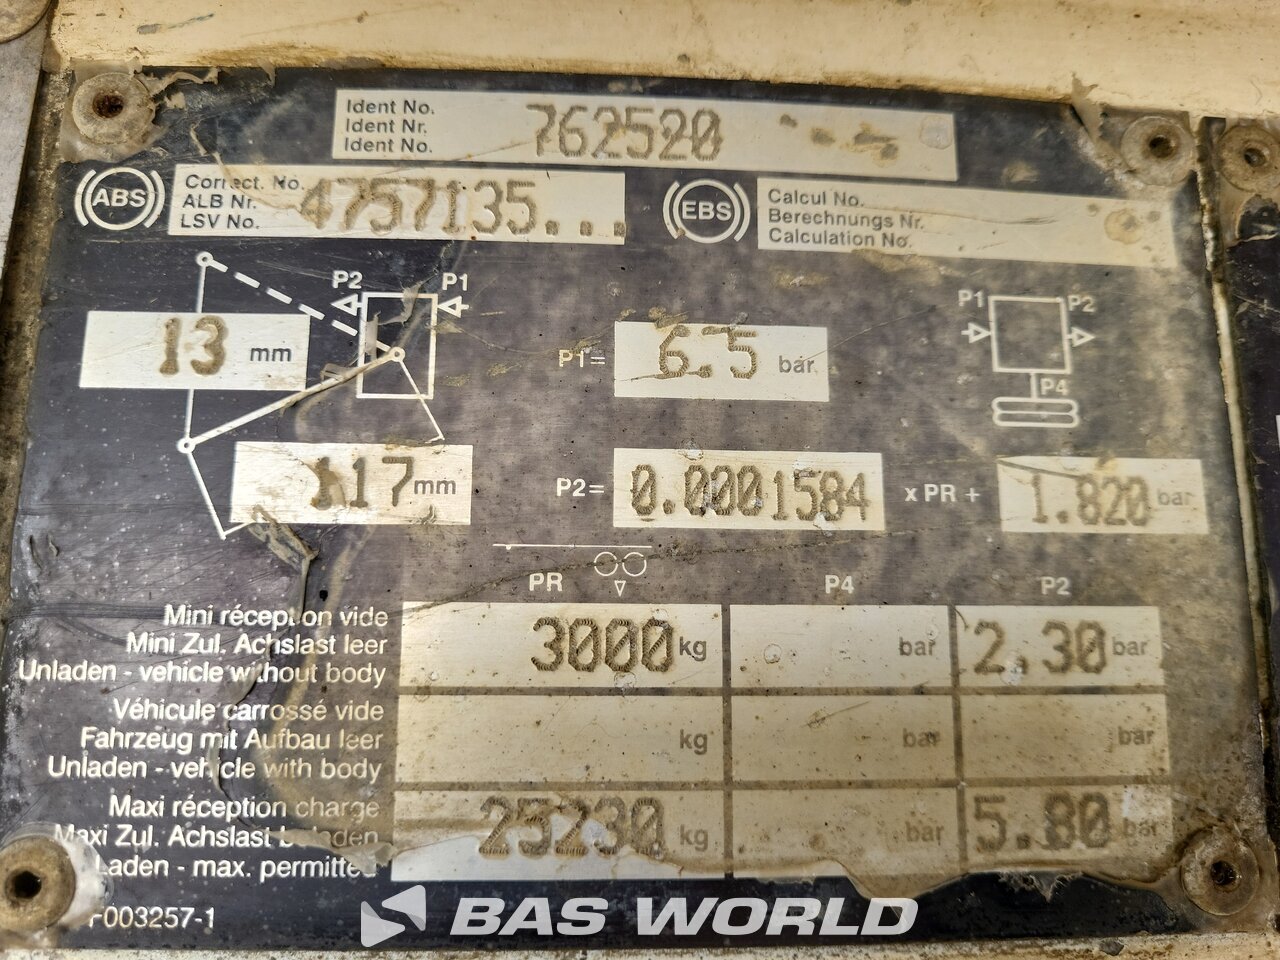 Ident No.
Ident Nr.
Ident No.
762520
ABS
Correct. No.
ALB Nr.
LSV No.
4757135...
EBS
Calcul No.
Berechnungs Nr.
Calculation No.
P2 P1
13 mm
P1= 6.5 bar
P1 P2
P4
117 mm
P2= 0.0001584 x PR + 1.820 bar
PR P4 P2
Mini réception vide
Mini Zul. Achslast leer
Unladen - vehicle without body
3000 kg bar 2.30 bar
Véhicule carrossé vide
Fahrzeug mit Aufbau leer
Unladen - vehicle with body
kg bar bar
Maxi réception charge
Maxi Zul. Achslast beladen
Laden - max. permitted
25230 kg bar 5.80 bar
F003257-1
BAS WORLD